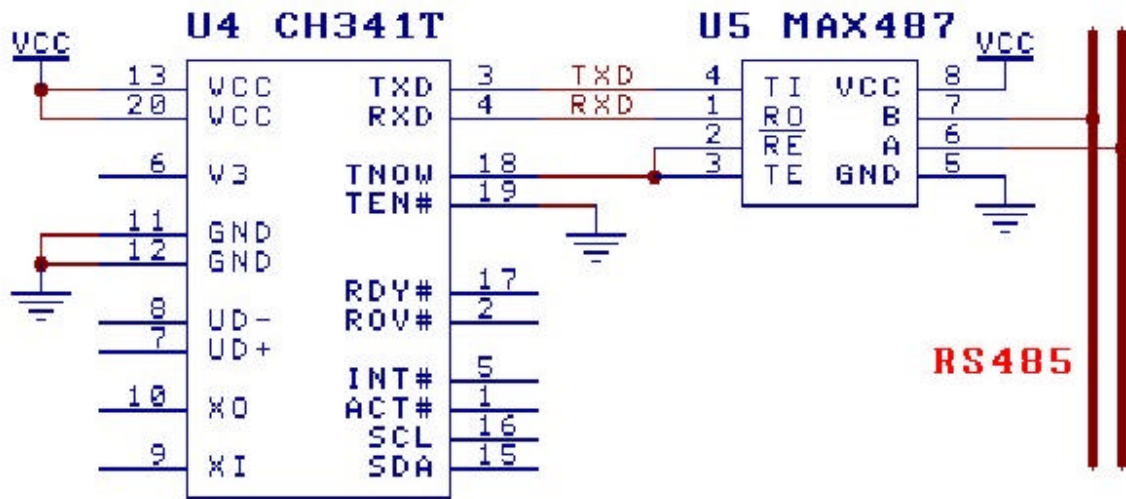 U4 CH341T
U5 MAX487
VCC
VCC
13 VCC TXD 3 TXD 4 TI VCC 8
20 VCC RXD 4 RXD 1 RO B 7
2 RE A 6
6 V3 TNOW 18 3 TE GND 5
TEN# 19
11 GND
12 GND
RDY# 17
8 UD- ROV# 2
7 UD+
RS485
INT# 5
10 XO ACT# 1
SCL 16
9 XI SDA 15